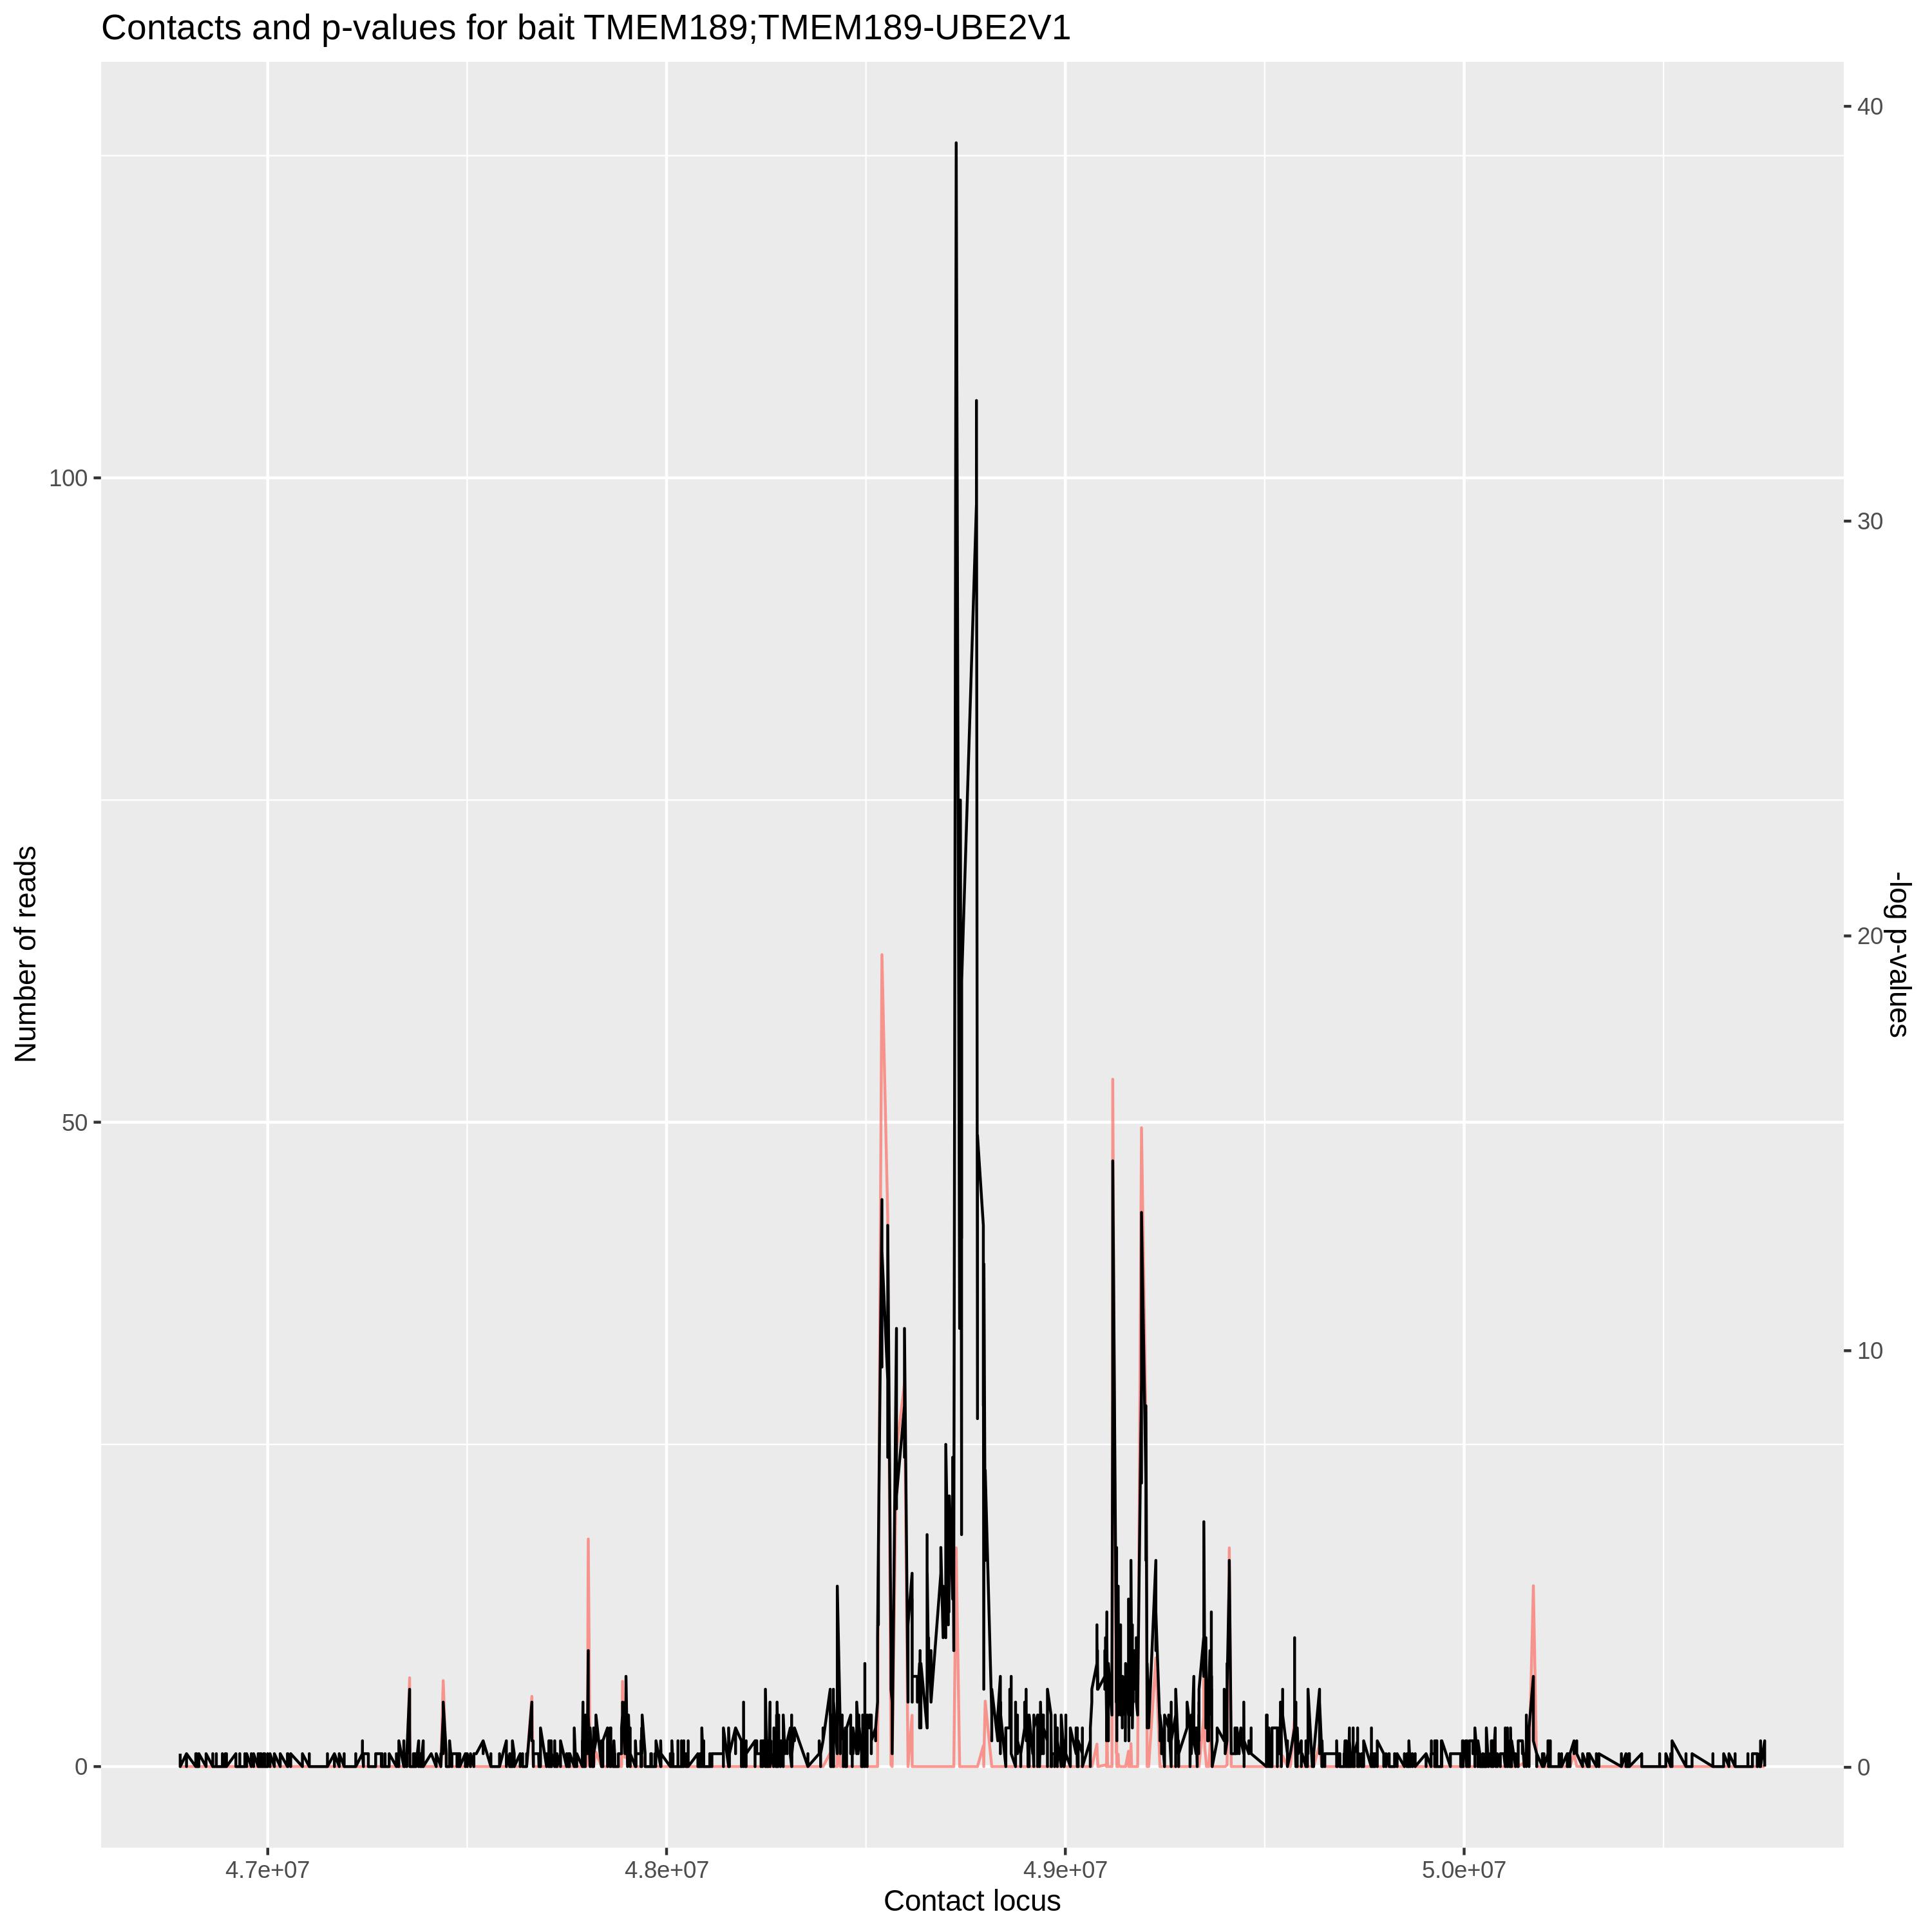 Contacts and p-values for bait TMEM189;TMEM189-UBE2V1
40
100
30
Number of reads
-log p-values
20
50
10
0
0
4.7e+07
4.8e+07
4.9e+07
5.0e+07
Contact locus